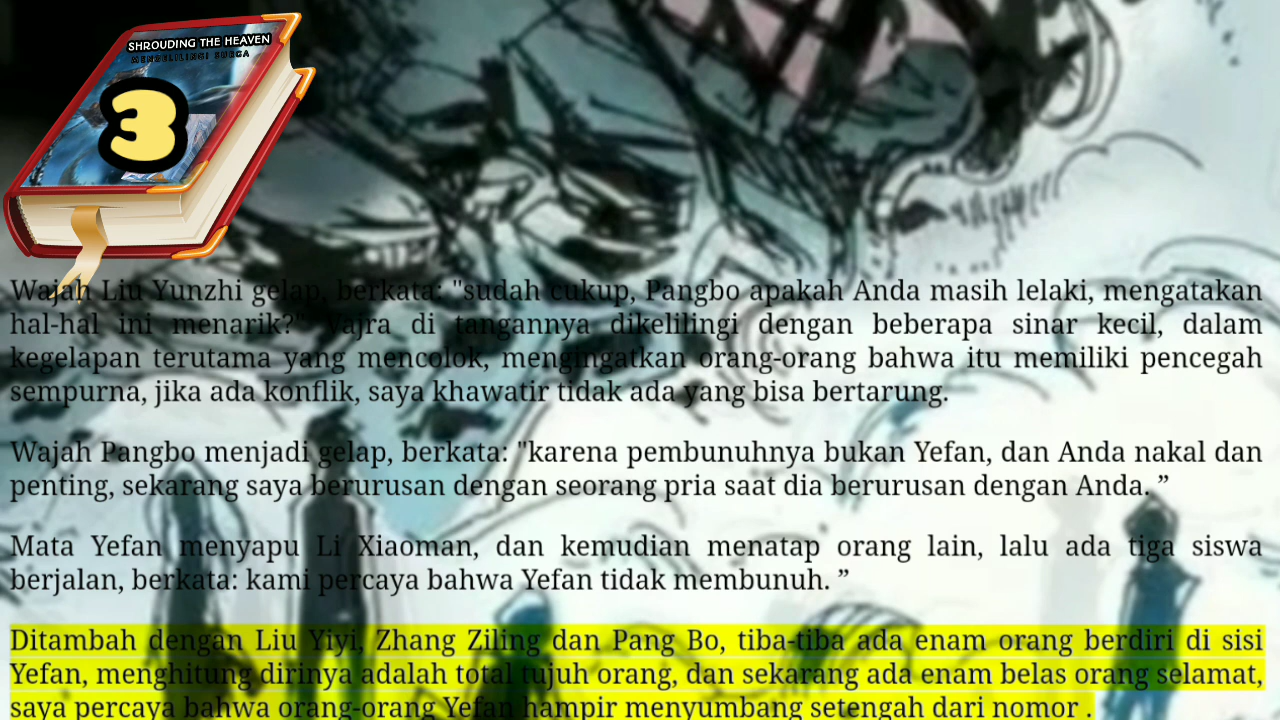 SHROUDING THE HEAVEN
MENGELILINGI SURGA
3
Wajah Liu Yunzhi gelap, berkata: "sudah cukup, Pangbo apakah Anda masih lelaki, mengatakan
hal-hal ini menarik?" Vajra di tangannya dikelilingi dengan beberapa sinar kecil, dalam
kegelapan terutama yang mencolok, mengingatkan orang-orang bahwa itu memiliki pencegah
sempurna, jika ada konflik, saya khawatir tidak ada yang bisa bertarung.
Wajah Pangbo menjadi gelap, berkata: "karena pembunuhnya bukan Yefan, dan Anda nakal dan
penting, sekarang saya berurusan dengan seorang pria saat dia berurusan dengan Anda. ”
Mata Yefan menyapu Li Xiaoman, dan kemudian menatap orang lain, lalu ada tiga siswa
berjalan, berkata: kami percaya bahwa Yefan tidak membunuh. ”
Ditambah dengan Liu Yiyi, Zhang Ziling dan Pang Bo, tiba-tiba ada enam orang berdiri di sisi
Yefan, menghitung dirinya adalah total tujuh orang, dan sekarang ada enam belas orang selamat,
saya percaya bahwa orang-orang Yefan hampir menyumbang setengah dari nomor .